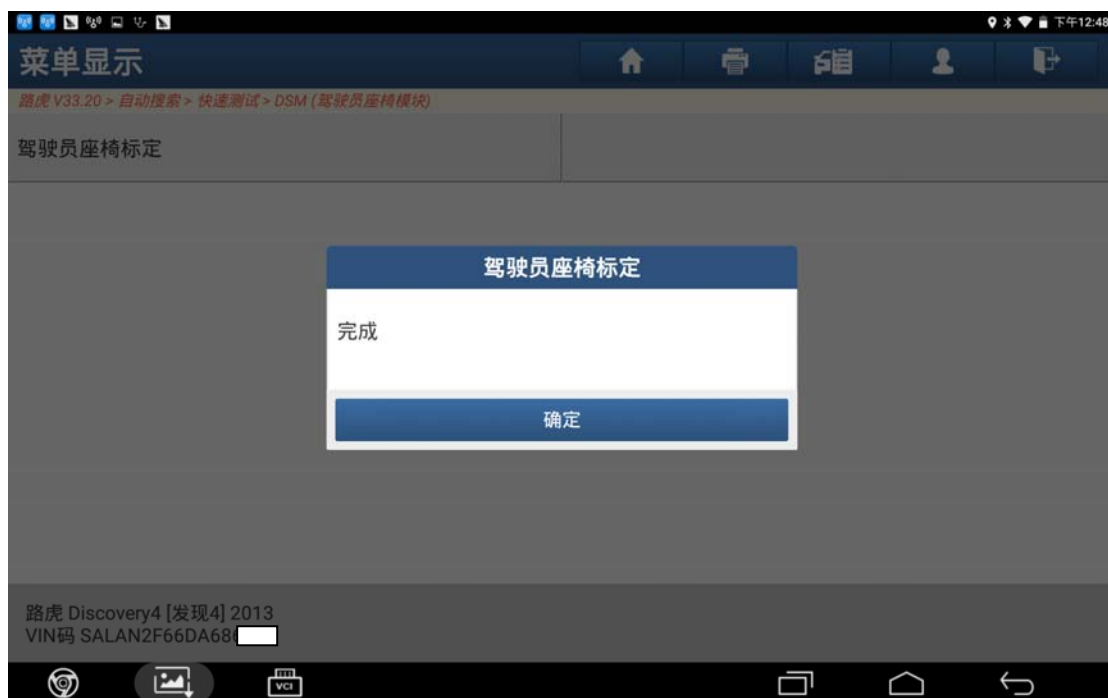 下午12:48
菜单显示
路虎 V33.20 > 自动搜索 > 快速测试 > DSM (驾驶员座椅模块)
驾驶员座椅标定
驾驶员座椅标定
完成
确定
路虎 Discovery4 [发现4] 2013
VIN码 SALAN2F66DA68
VCI